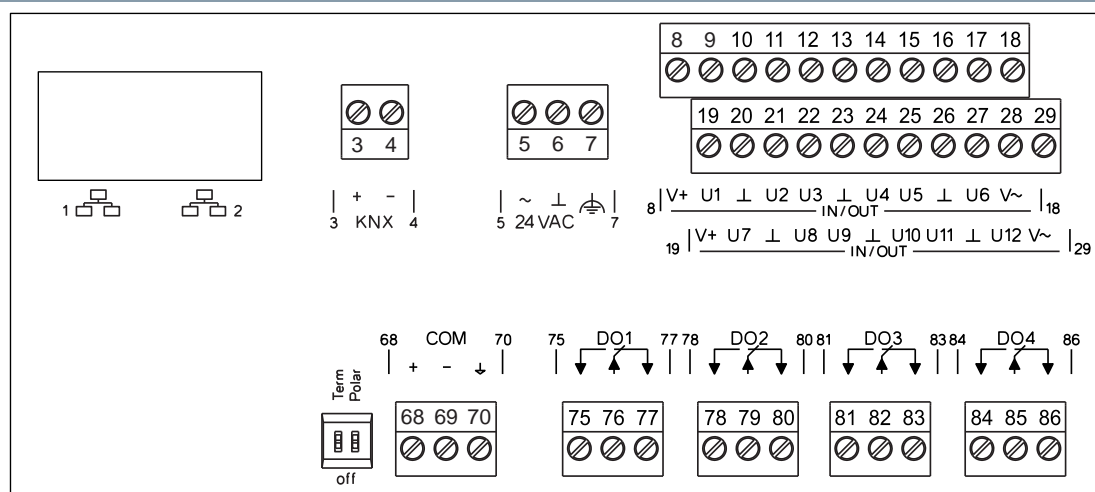 8 9 10 11 12 13 14 15 16 17 18
19 20 21 22 23 24 25 26 27 28 29
3 4
5 6 7
1 2
3 + − 4
KNX
5 ~ ⊥ 7
24 VAC
8 V+ U1 ⊥ U2 U3 ⊥ U4 U5 ⊥ U6 V~ 18
IN/OUT
19 V+ U7 ⊥ U8 U9 ⊥ U10 U11 ⊥ U12 V~ 29
IN/OUT
68 COM 70
+ −
75 DO1 77
78 DO2 80
81 DO3 83
84 DO4 86
Term
Polar
off
68 69 70
75 76 77
78 79 80
81 82 83
84 85 86